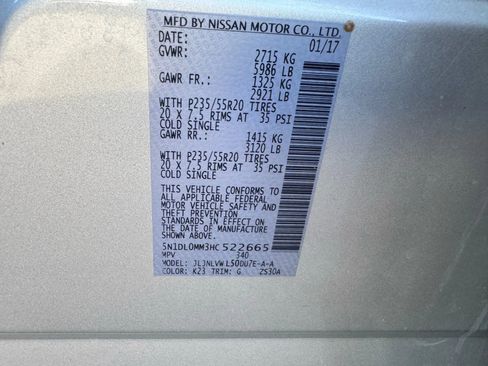 MFD BY NISSAN MOTOR CO., LTD.
DATE: 01/17
GVWR: 2715 KG
5986 LB
GAWR FR.: 1325 KG
2921 LB
WITH P235/55R20 TIRES
20 X 7.5 RIMS AT 35 PSI
COLD SINGLE
GAWR RR.: 1415 KG
3120 LB
WITH P235/55R20 TIRES
20 X 7.5 RIMS AT 35 PSI
COLD SINGLE
THIS VEHICLE CONFORMS TO
ALL APPLICABLE FEDERAL
MOTOR VEHICLE SAFETY AND
THEFT PREVENTION
STANDARDS IN EFFECT ON
THE DATE OF MANUFACTURE
SHOWN ABOVE.
5N1DL0MM3HC522665
MPV 340
COLOR: K23 TRIM: G